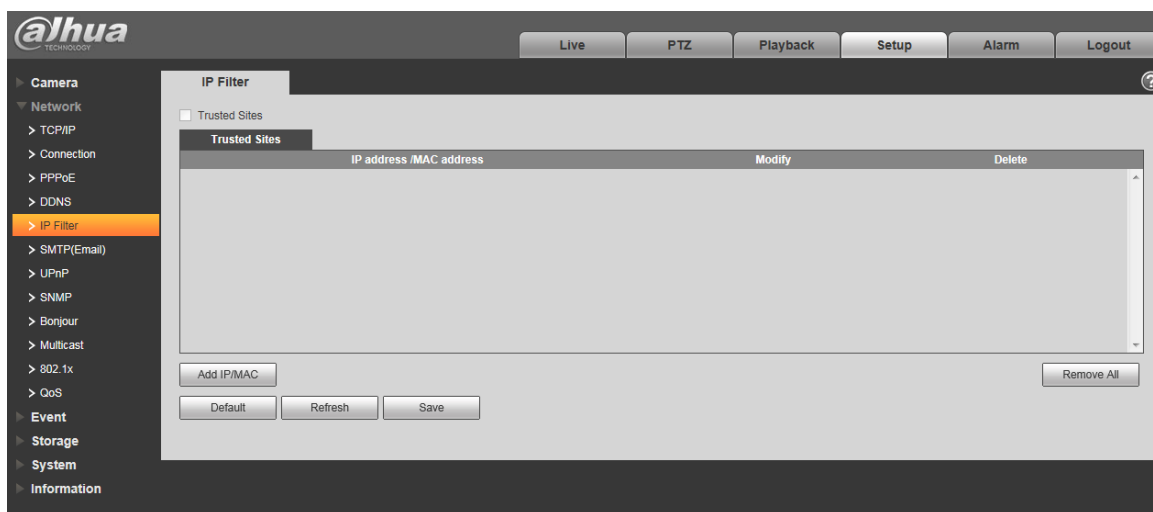 alhua
TECHNOLOGY
Live PTZ Playback Setup Alarm Logout
Camera
Network
> TCP/IP
> Connection
> PPPoE
> DDNS
> IP Filter
> SMTP(Email)
> UPnP
> SNMP
> Bonjour
> Multicast
> 802.1x
> QoS
Event
Storage
System
Information
IP Filter
?
Trusted Sites
Trusted Sites
IP address /MAC address Modify Delete
Add IP/MAC Remove All
Default Refresh Save